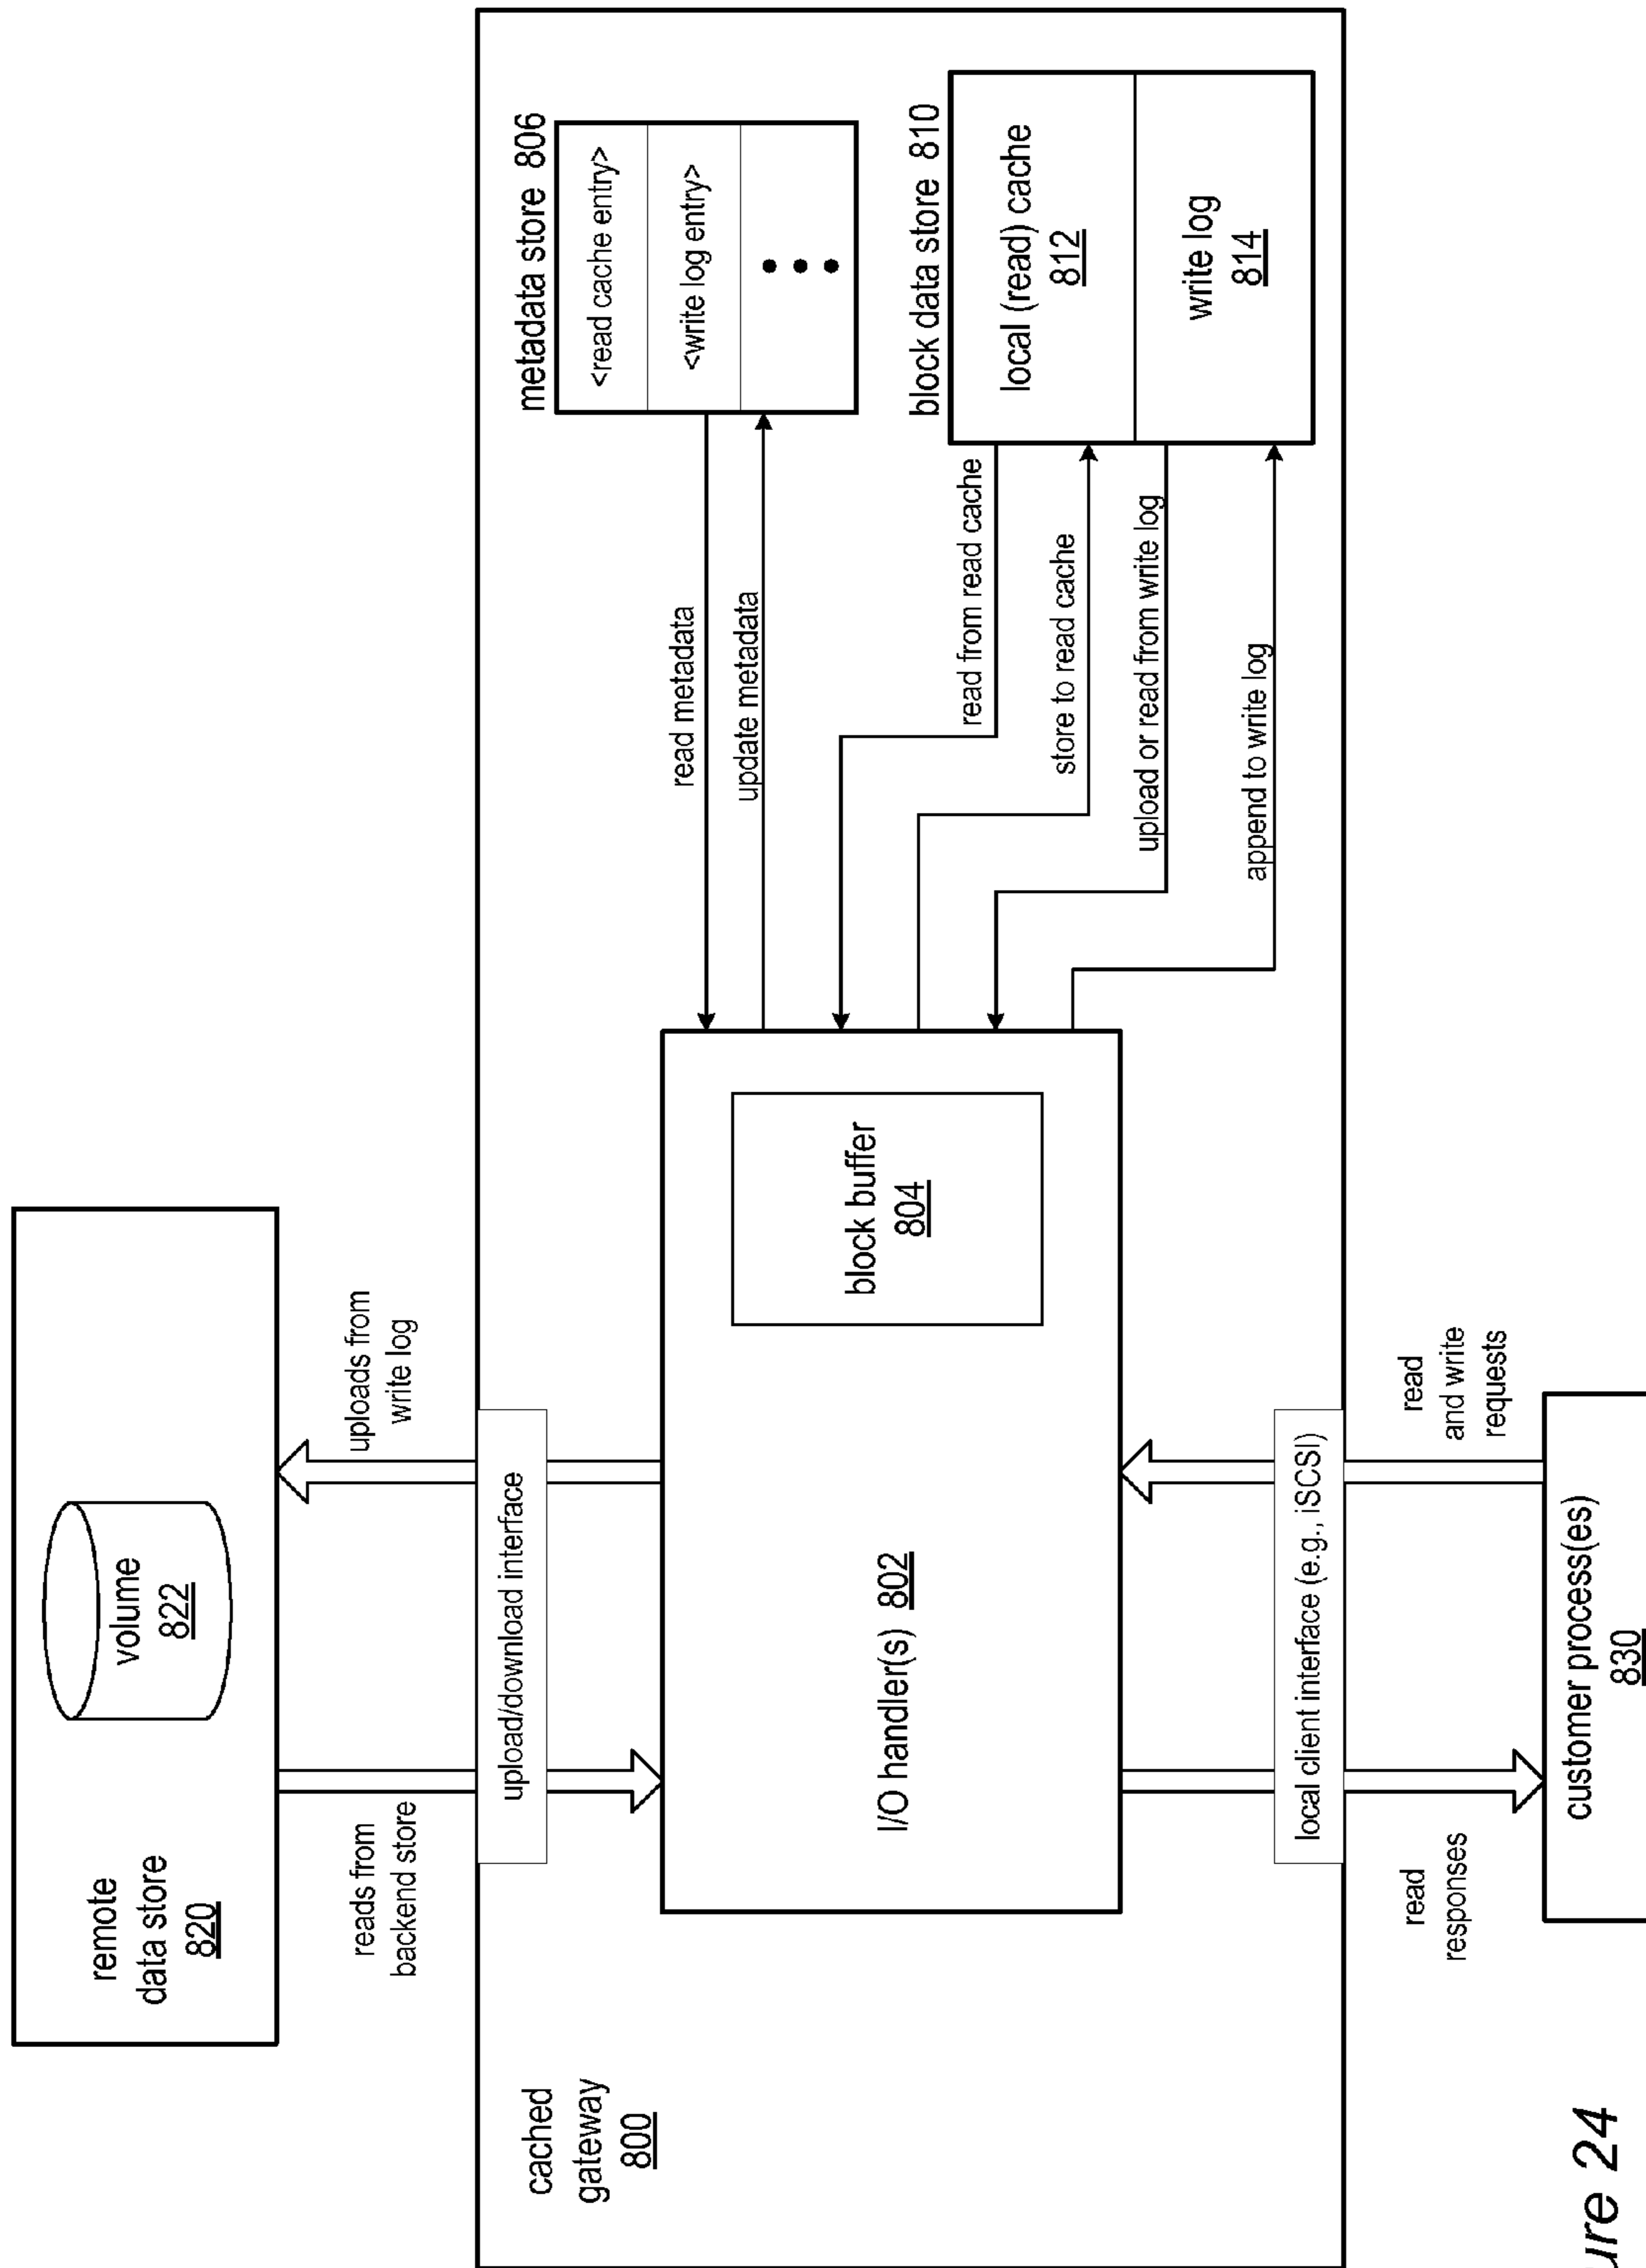 remote
data store
820
volume
822
reads from
backend store
uploads from
write log
cached
gateway
800
upload/download interface
I/O handler(s) 802
block buffer
804
local client interface (e.g., iSCSI)
read
responses
read
and write
requests
customer process(es)
830
read metadata
update metadata
read from read cache
store to read cache
upload or read from write log
append to write log
metadata store 806
<read cache entry>
<write log entry>
block data store 810
local (read) cache
812
write log
814
ure 24